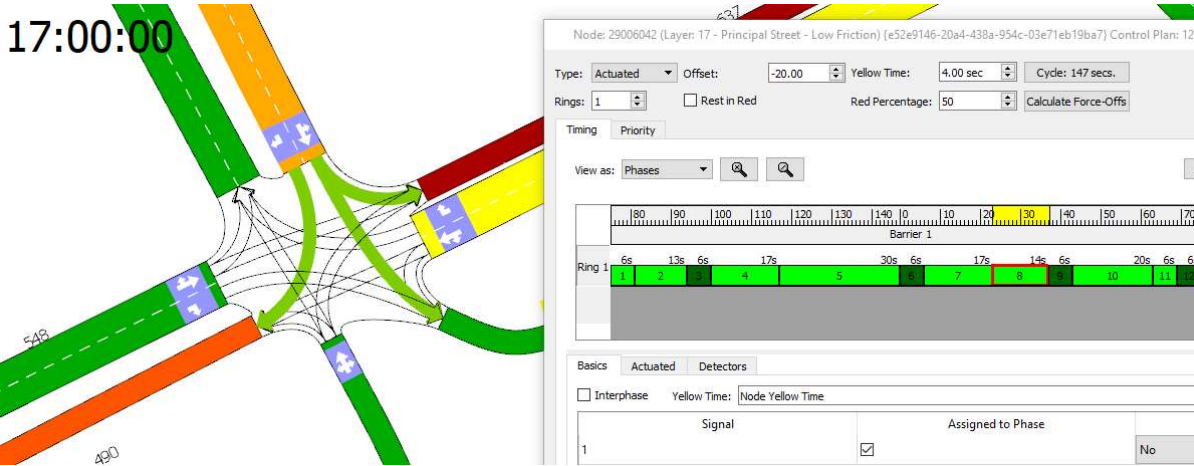 17:00:00
637
548
490
Node: 29006042 (Layer: 17 - Principal Street - Low Friction) {e52e9146-20a4-438a-954c-03e71eb19ba7} Control Plan: 12
Type: Actuated Offset: -20.00 Yellow Time: 4.00 sec Cycle: 147 secs.
Rings: 1 Rest in Red Red Percentage: 50 Calculate Force-Offs
Timing Priority
View as: Phases
80 90 100 110 120 130 140 0 10 20 30 40 50 60 70
Barrier 1
6s 13s 6s 17s 30s 6s 17s 14s 6s 20s 6s 6
Ring 1 1 2 3 4 5 6 7 8 9 10 11 12
Basics Actuated Detectors
Interphase Yellow Time: Node Yellow Time
Signal Assigned to Phase
1 No